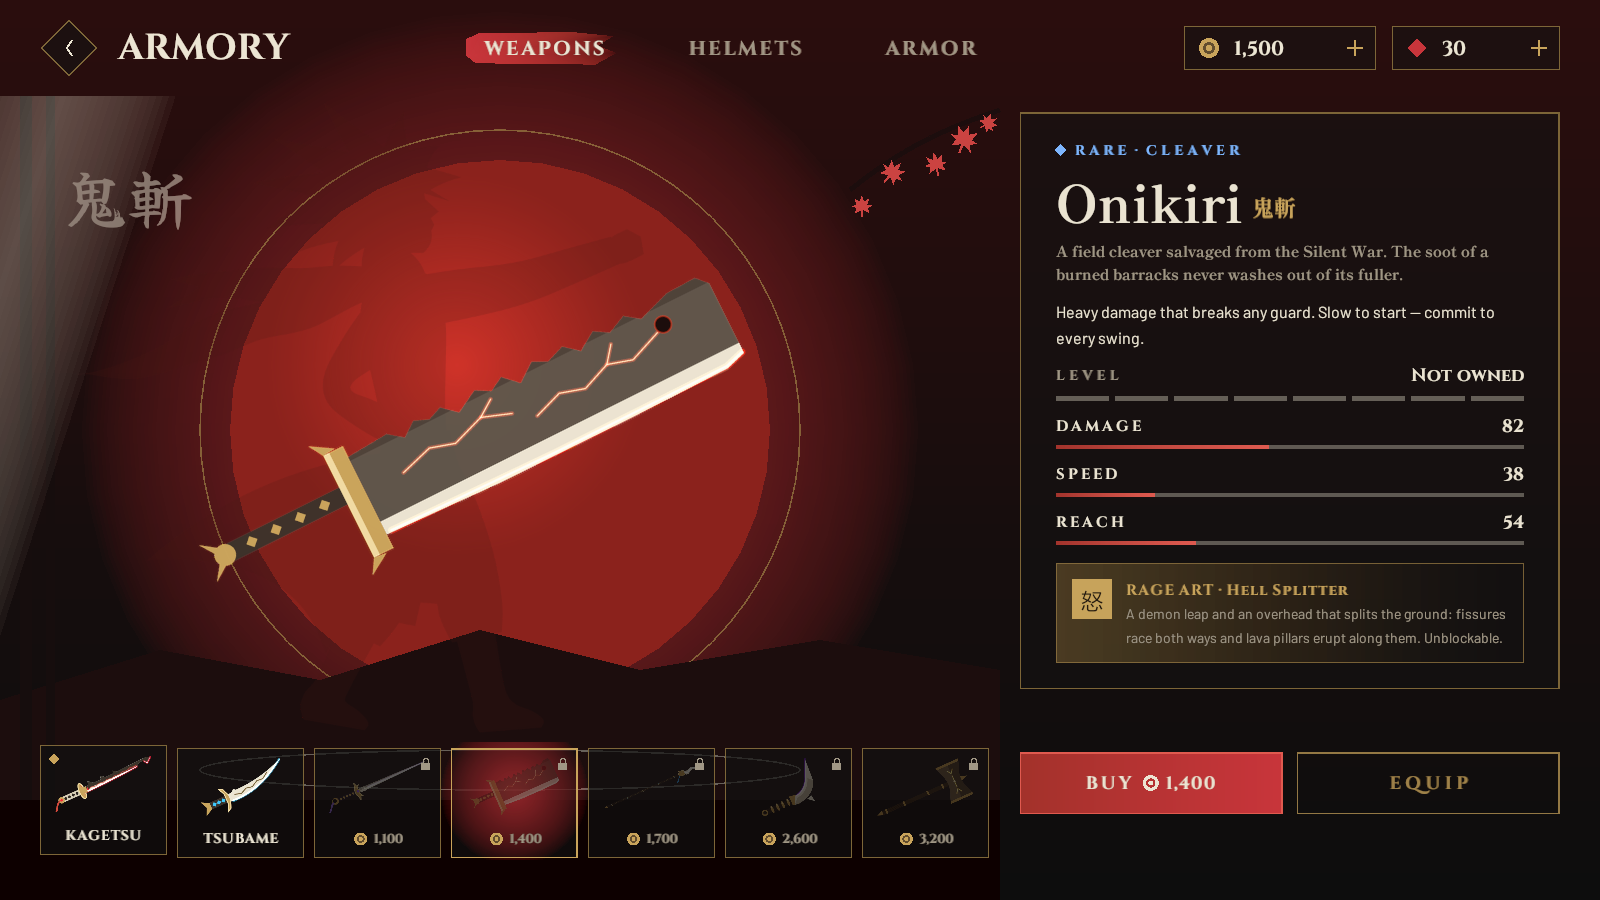 ARMORY
WEAPONS
HELMETS
ARMOR
1,500
30
鬼斬
RARE · CLEAVER
Onikiri 鬼斬
A field cleaver salvaged from the Silent War. The soot of a
burned barracks never washes out of its fuller.
Heavy damage that breaks any guard. Slow to start – commit to
every swing.
LEVEL
NOT OWNED
DAMAGE
82
SPEED
38
REACH
54
怒
RAGE ART · HELL SPLITTER
A demon leap and an overhead that splits the ground: fissures
race both ways and lava pillars erupt along them. Unblockable.
KAGETSU
TSUBAME
1,100
1,400
1,700
2,600
3,200
BUY 1,400
EQUIP